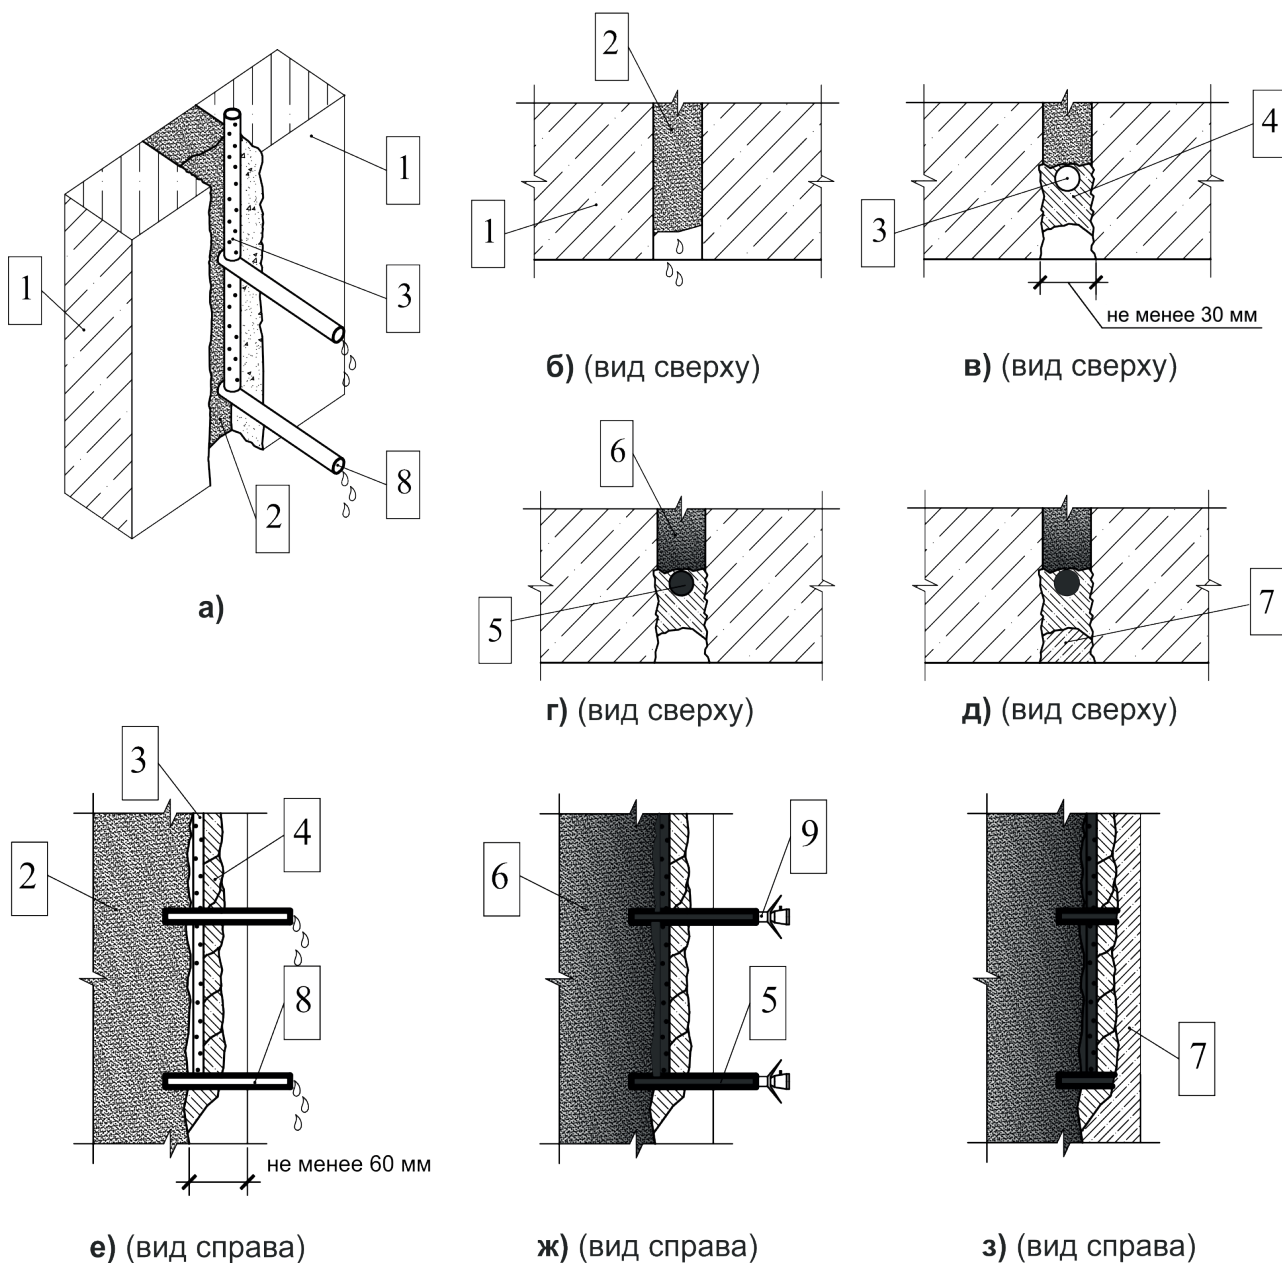 2
1
4
1
3
1
3
не менее 30 мм
8
2
а)
б) (вид сверху)
в) (вид сверху)
6
5
7
г) (вид сверху)
д) (вид сверху)
3
4
2
8
не менее 60 мм
9
6
5
7
е) (вид справа)
ж) (вид справа)
з) (вид справа)